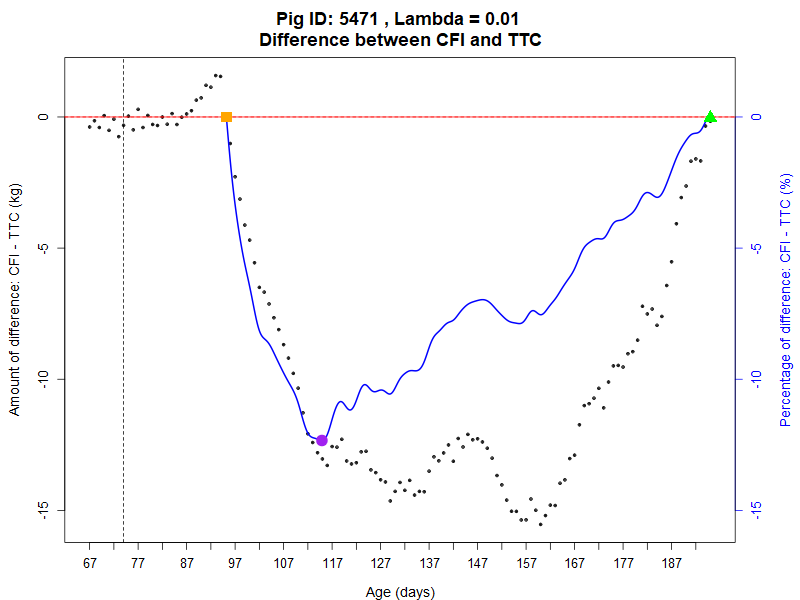 Pig ID: 5471 , Lambda = 0.01
Difference between CFI and TTC
Amount of difference: CFI - TTC (kg)
0
-5
-10
-15
0
-5
-10
-15
Percentage of difference: CFI - TTC (%)
67 77 87 97 107 117 127 137 147 157 167 177 187
Age (days)